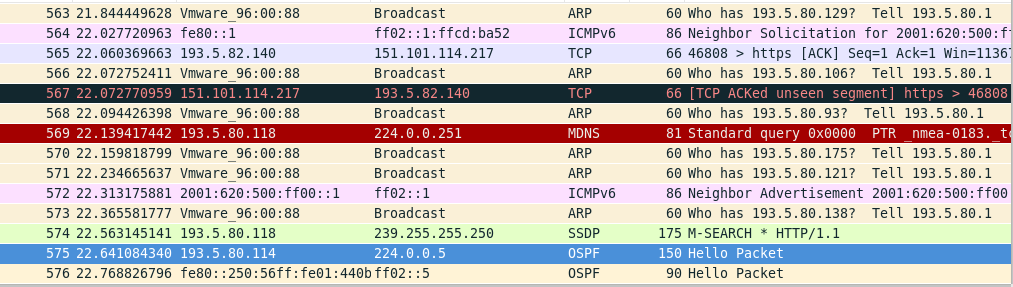 563 21.844449628 Vmware_96:00:88 Broadcast ARP 60 Who has 193.5.80.129? Tell 193.5.80.1
564 22.027720963 fe80::1 ff02::1:ffcd:ba52 ICMPv6 86 Neighbor Solicitation for 2001:620:500:f
565 22.060369663 193.5.82.140 151.101.114.217 TCP 66 46808 > https [ACK] Seq=1 Ack=1 Win=1136
566 22.072752411 Vmware_96:00:88 Broadcast ARP 60 Who has 193.5.80.106? Tell 193.5.80.1
567 22.072770959 151.101.114.217 193.5.82.140 TCP 66 [TCP ACKed unseen segment] https > 46808
568 22.094426398 Vmware_96:00:88 Broadcast ARP 60 Who has 193.5.80.93? Tell 193.5.80.1
569 22.139417442 193.5.80.118 224.0.0.251 MDNS 81 Standard query 0x0000 PTR _nmea-0183._t
570 22.159818799 Vmware_96:00:88 Broadcast ARP 60 Who has 193.5.80.175? Tell 193.5.80.1
571 22.234665637 Vmware_96:00:88 Broadcast ARP 60 Who has 193.5.80.121? Tell 193.5.80.1
572 22.313175881 2001:620:500:ff00::1 ff02::1 ICMPv6 86 Neighbor Advertisement 2001:620:500:ff00
573 22.365581777 Vmware_96:00:88 Broadcast ARP 60 Who has 193.5.80.138? Tell 193.5.80.1
574 22.563145141 193.5.80.118 239.255.255.250 SSDP 175 M-SEARCH * HTTP/1.1
575 22.641084340 193.5.80.114 224.0.0.5 OSPF 150 Hello Packet
576 22.768826796 fe80::250:56ff:fe01:440b ff02::5 OSPF 90 Hello Packet